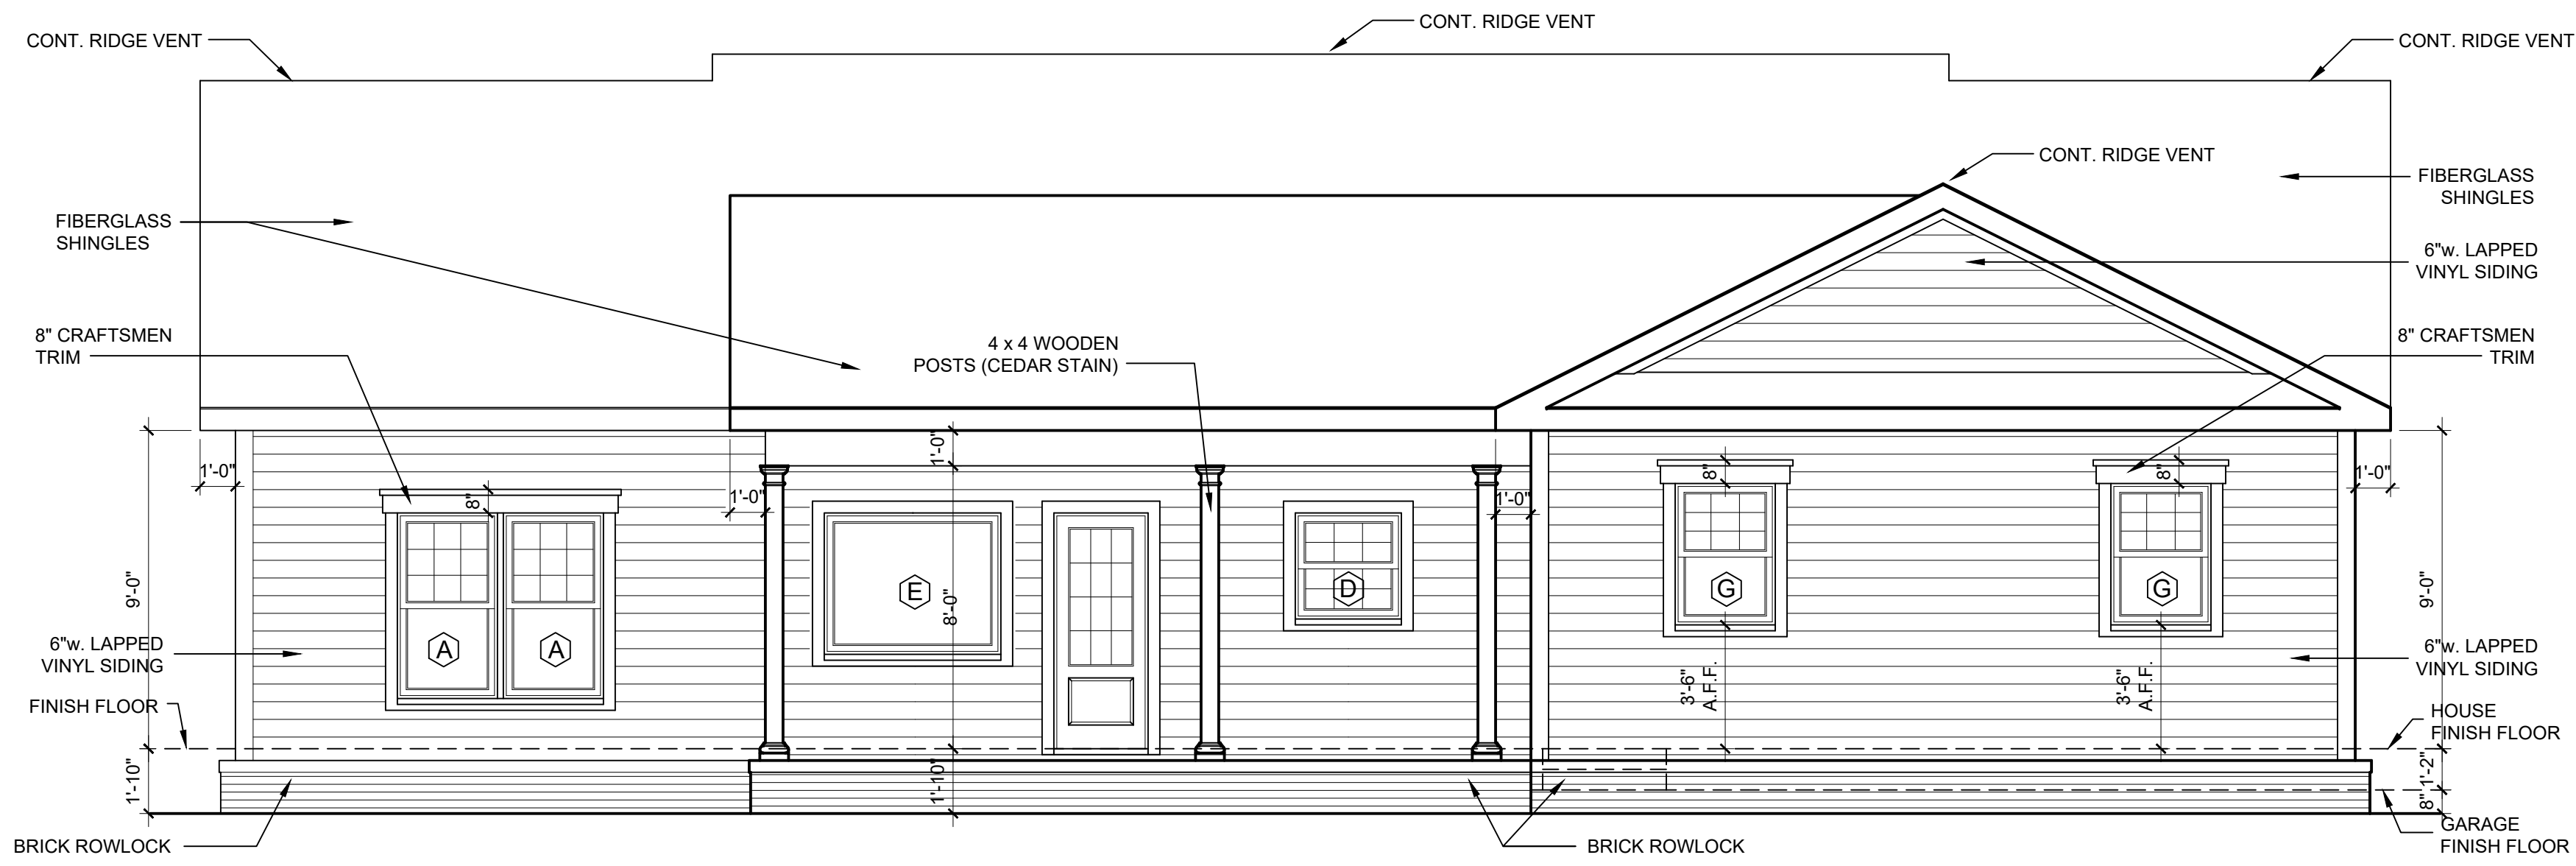 CONT. RIDGE VENT
CONT. RIDGE VENT
CONT. RIDGE VENT
CONT. RIDGE VENT
FIBERGLASS
SHINGLES
FIBERGLASS
SHINGLES
6"w. LAPPED
VINYL SIDING
8" CRAFTSMEN
TRIM
4 x 4 WOODEN
POSTS (CEDAR STAIN)
8" CRAFTSMEN
TRIM
1'-0"
8"
1'-0"
1'-0"
1'-0"
8"
8"
1'-0"
9'-0"
A
A
E
8'-0"
D
G
G
9'-0"
6"w. LAPPED
VINYL SIDING
3'-6"
A.F.F.
3'-6"
A.F.F.
6"w. LAPPED
VINYL SIDING
FINISH FLOOR
HOUSE
FINISH FLOOR
1'-10"
1'-10"
1'-2"
8"
BRICK ROWLOCK
BRICK ROWLOCK
GARAGE
FINISH FLOOR